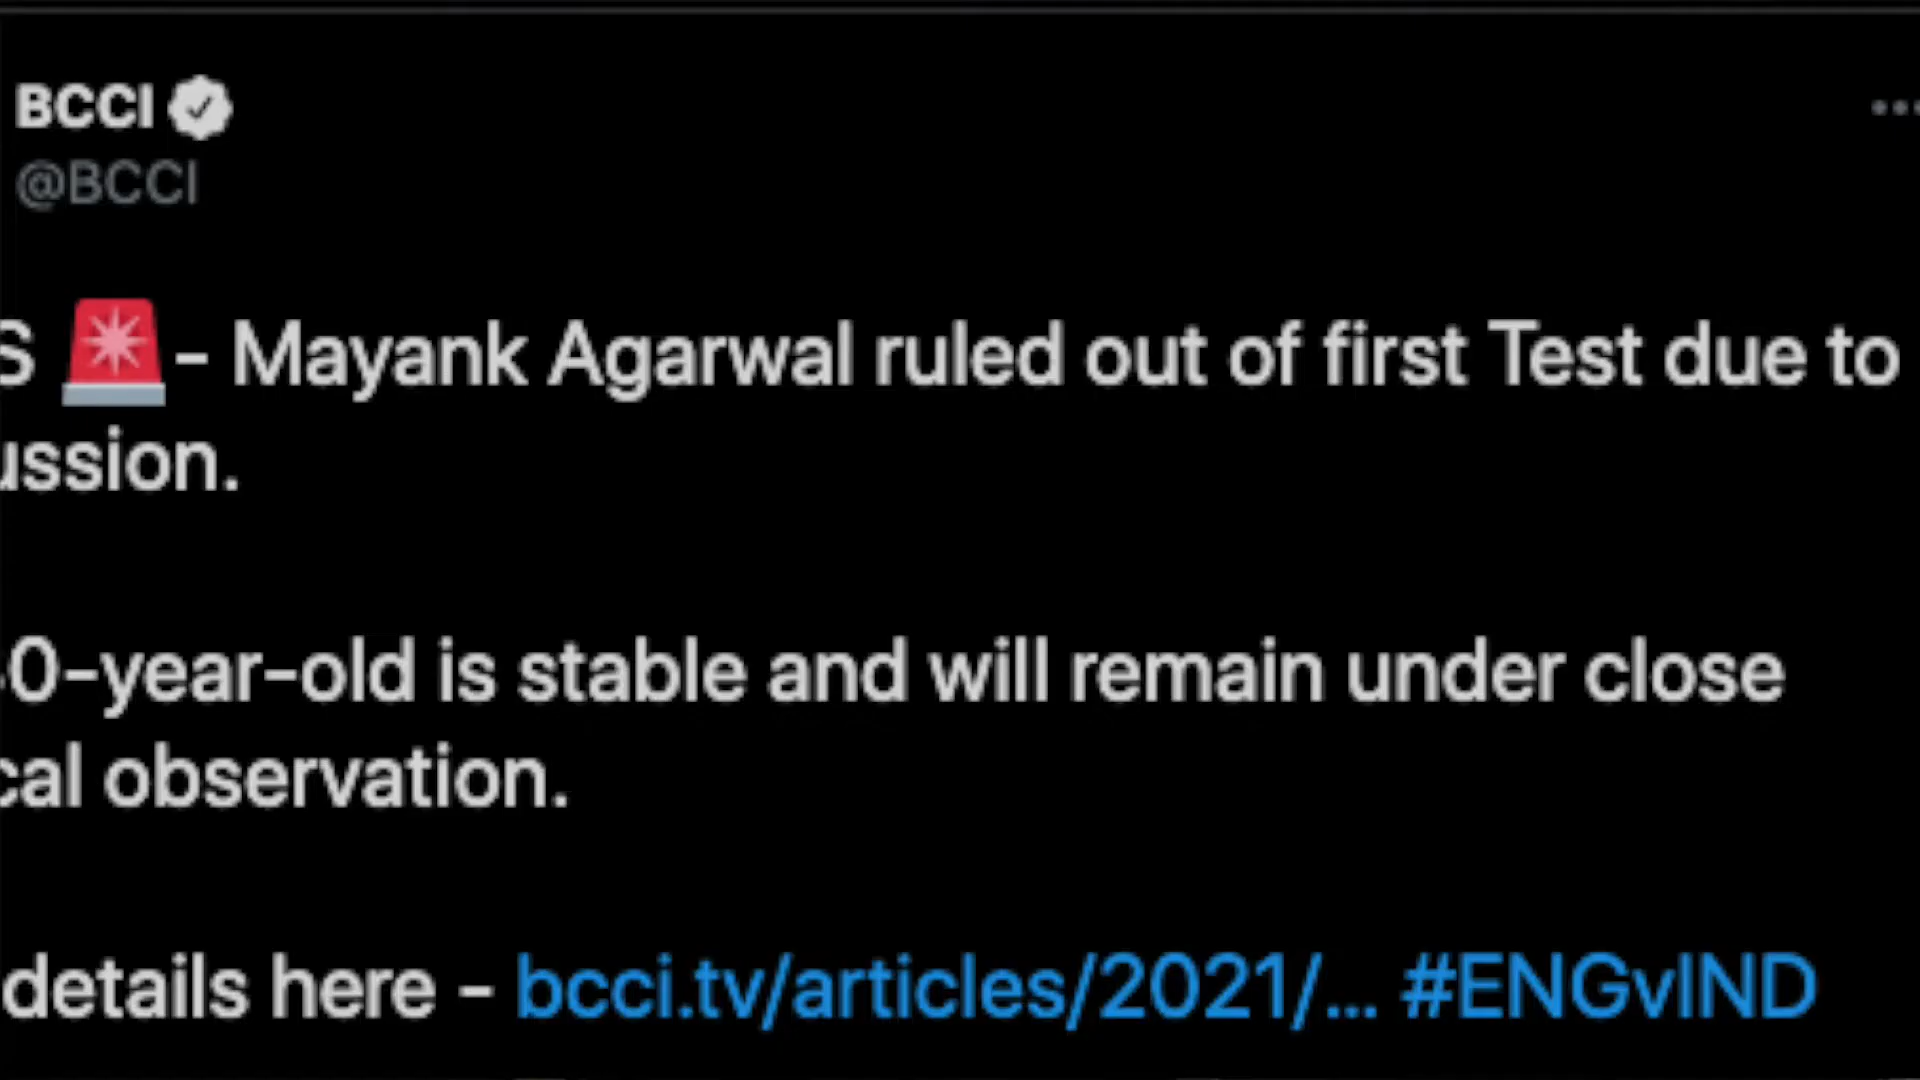 BCCI
@BCCI
S 🚨- Mayank Agarwal ruled out of first Test due to
ussion.
0-year-old is stable and will remain under close
cal observation.
details here - bcci.tv/articles/2021/... #ENGvIND